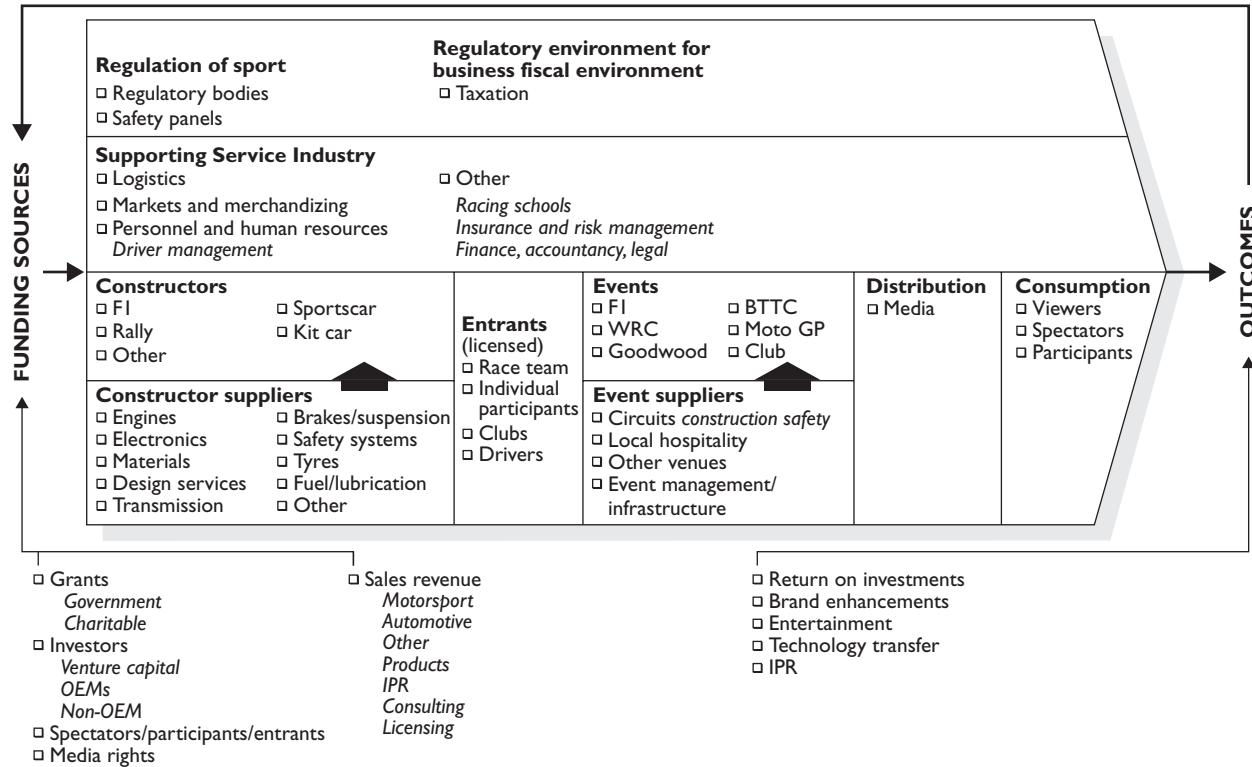 Regulation of sport
❑ Regulatory bodies
❑ Safety panels
Regulatory environment for
business fiscal environment
❑ Taxation
Supporting Service Industry
❑ Logistics
❑ Markets and merchandizing
❑ Personnel and human resources
Driver management
❑ Other
Racing schools
Insurance and risk management
Finance, accountancy, legal
FUNDING SOURCES
Constructors
❑ F1
❑ Rally
❑ Other
❑ Sportscar
❑ Kit car
Constructor suppliers
❑ Engines
❑ Electronics
❑ Materials
❑ Design services
❑ Transmission
❑ Brakes/suspension
❑ Safety systems
❑ Tyres
❑ Fuel/lubrication
❑ Other
Entrants
(licensed)
❑ Race team
❑ Individual
participants
❑ Clubs
❑ Drivers
Events
❑ F1
❑ WRC
❑ Goodwood
❑ BTTC
❑ Moto GP
❑ Club
Event suppliers
❑ Circuits construction safety
❑ Local hospitality
❑ Other venues
❑ Event management/
infrastructure
Distribution
❑ Media
Consumption
❑ Viewers
❑ Spectators
❑ Participants
OUTCOMES
❑ Grants
Government
Charitable
❑ Investors
Venture capital
OEMs
Non-OEM
❑ Spectators/participants/entrants
❑ Media rights
❑ Sales revenue
Motorsport
Automotive
Other
Products
IPR
Consulting
Licensing
❑ Return on investments
❑ Brand enhancements
❑ Entertainment
❑ Technology transfer
❑ IPR